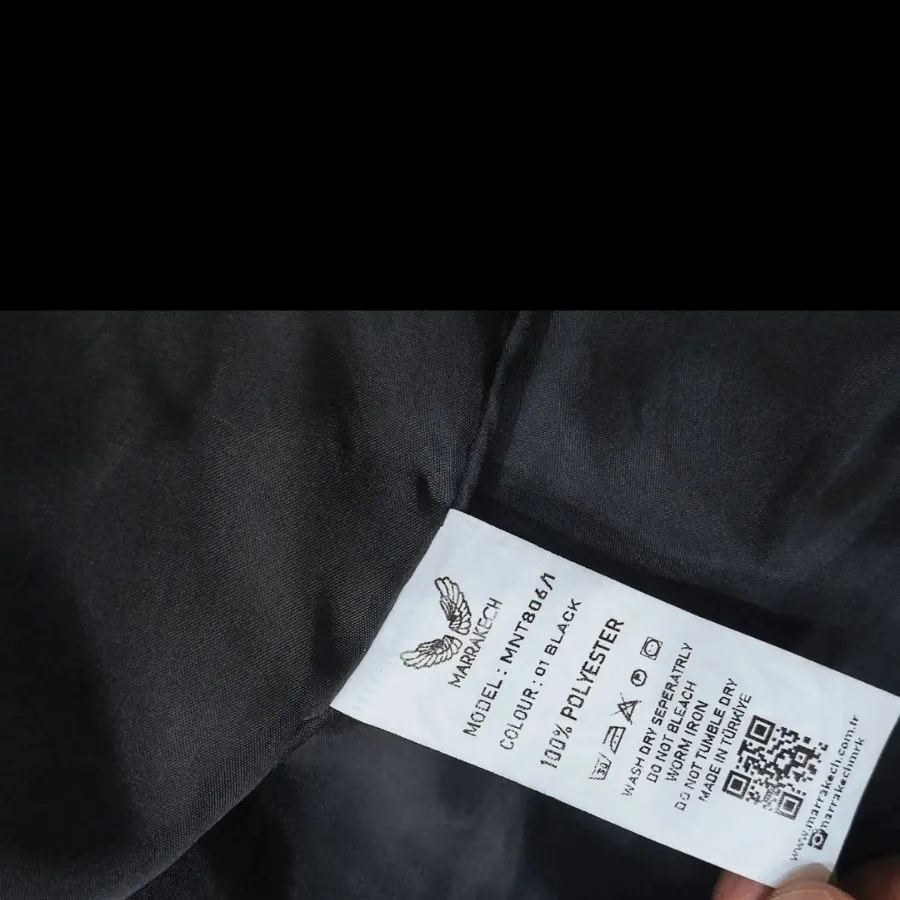 MARRAKECH
MODEL : MNT806/1
COLOUR : 01 BLACK
100% POLYESTER
30
P
WASH DRY SEPERATRLY
DO NOT BLEACH
WORM IRON
DO NOT TUMBLE DRY
MADE IN TÜRKİYE
www.marrakech.com.tr
marrakechmrk